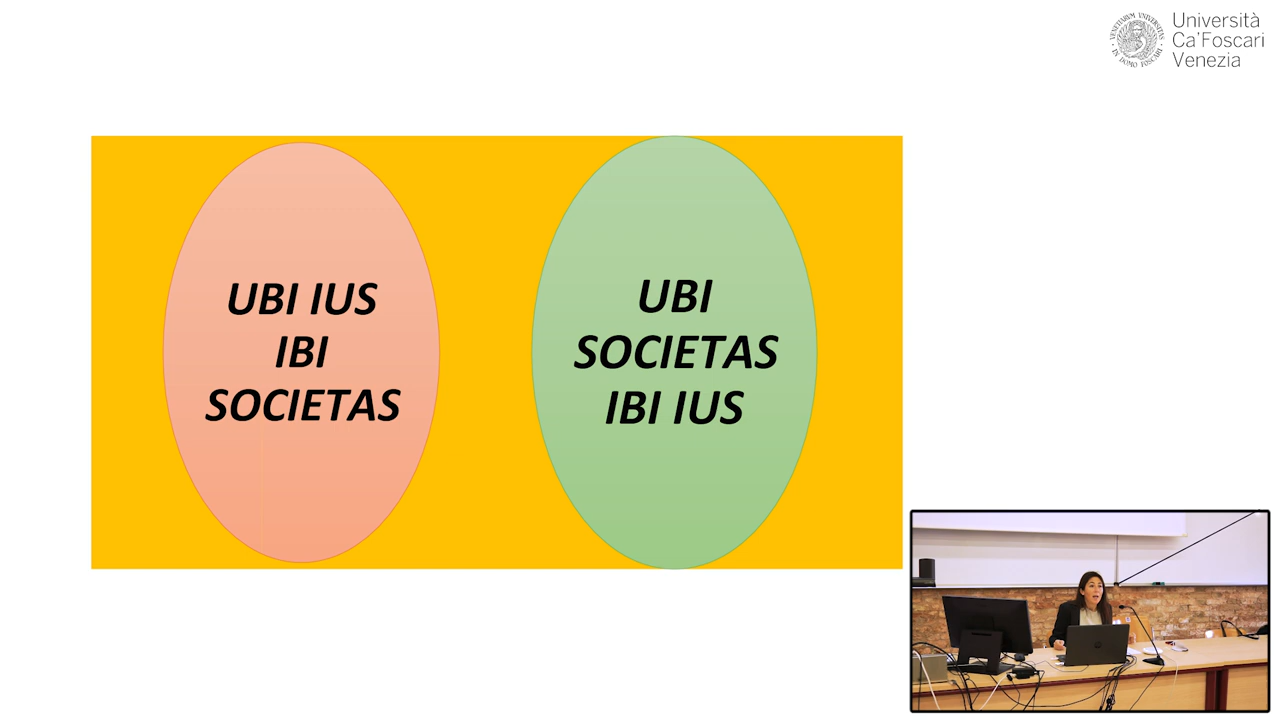 Università
Ca'Foscari
Venezia
UBI IUS
IBI
SOCIETAS
UBI
SOCIETAS
IBI IUS